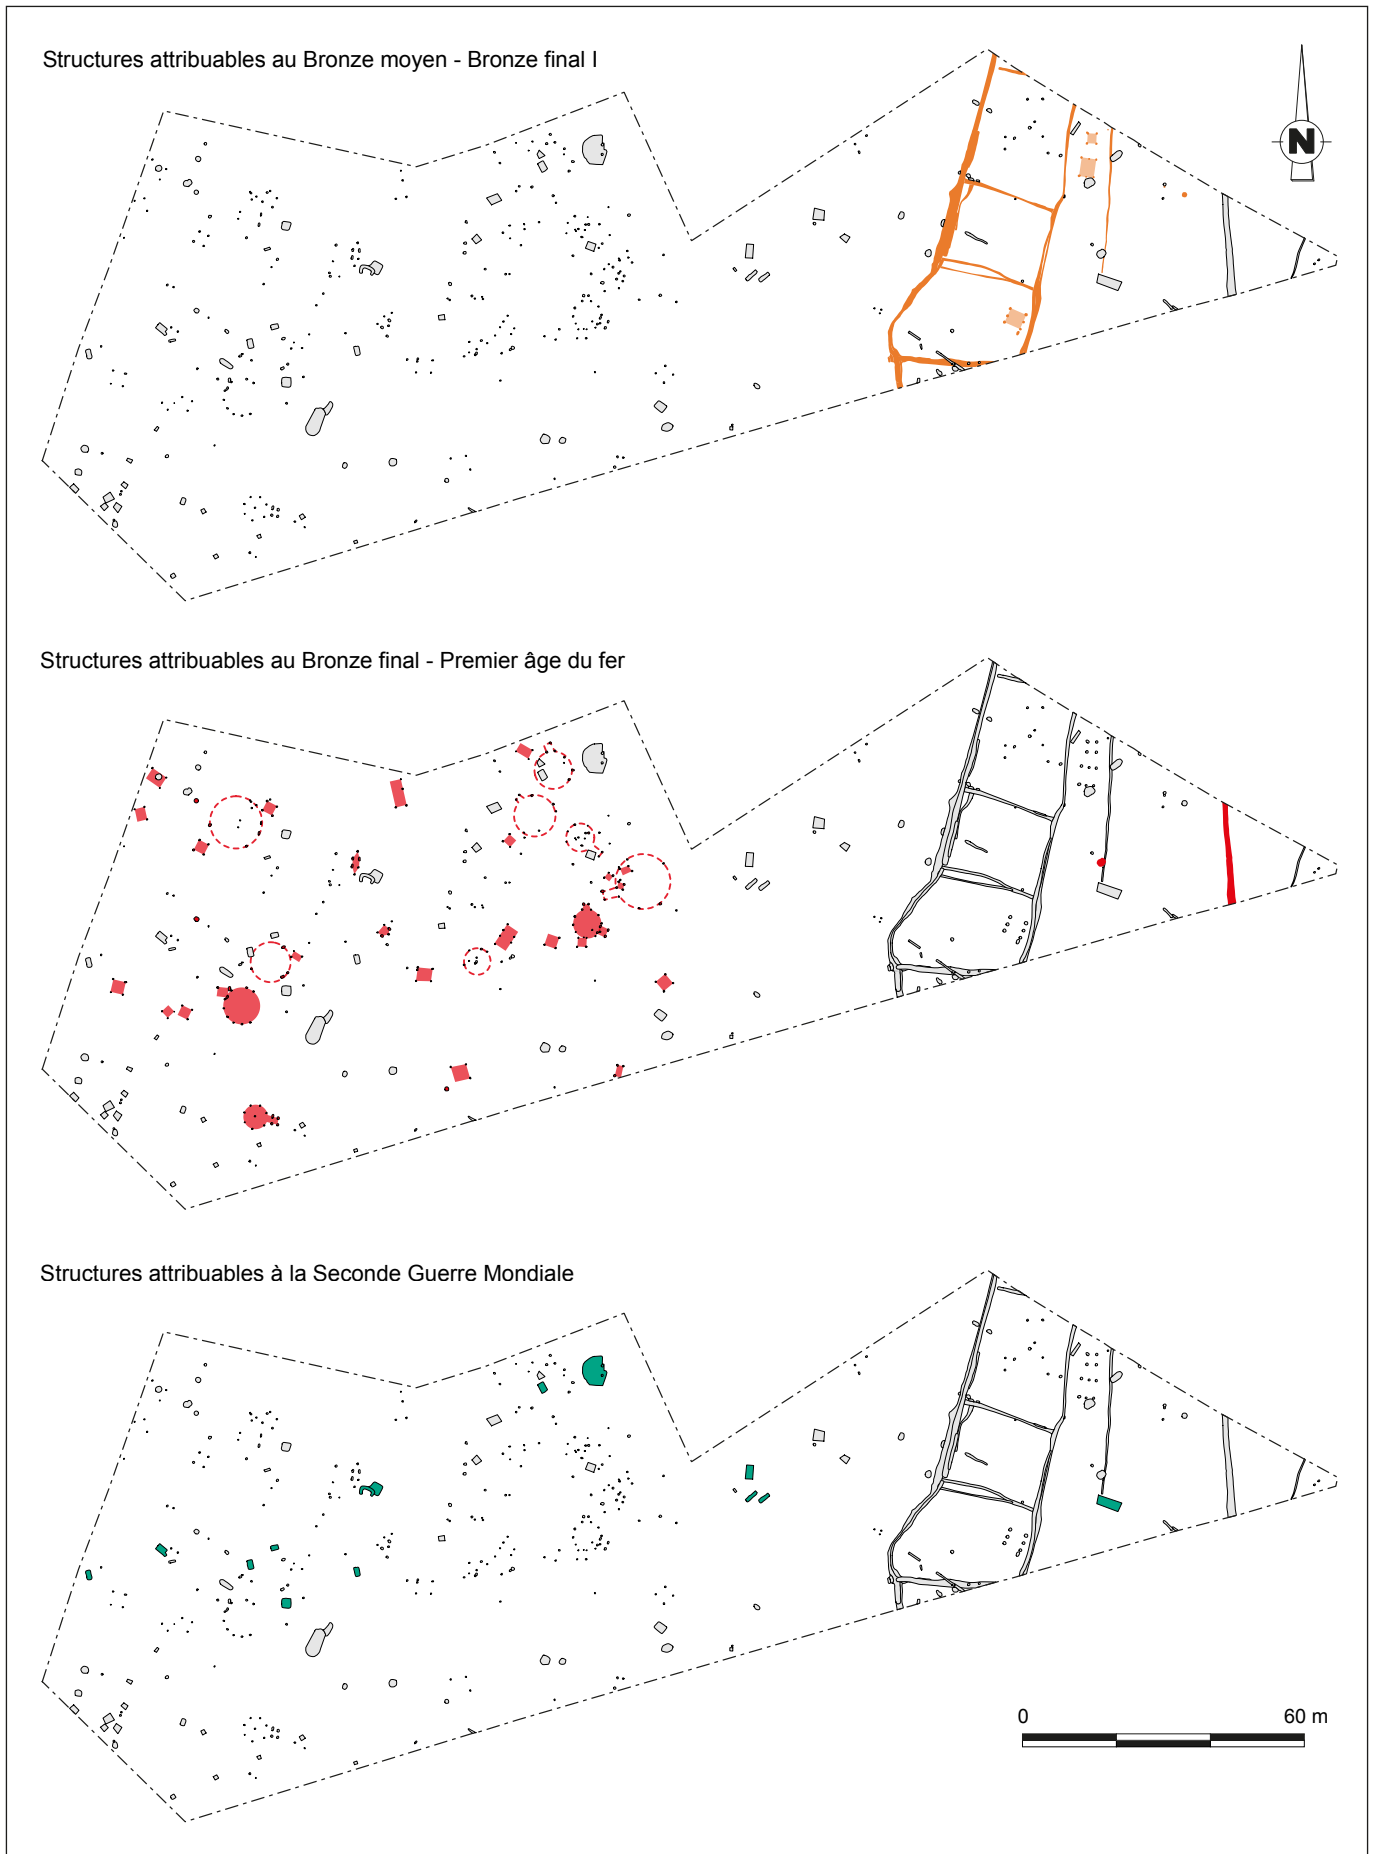 Structures attribuables au Bronze moyen - Bronze final I
N
Structures attribuables au Bronze final - Premier âge du fer
Structures attribuables à la Seconde Guerre Mondiale
0 60 m